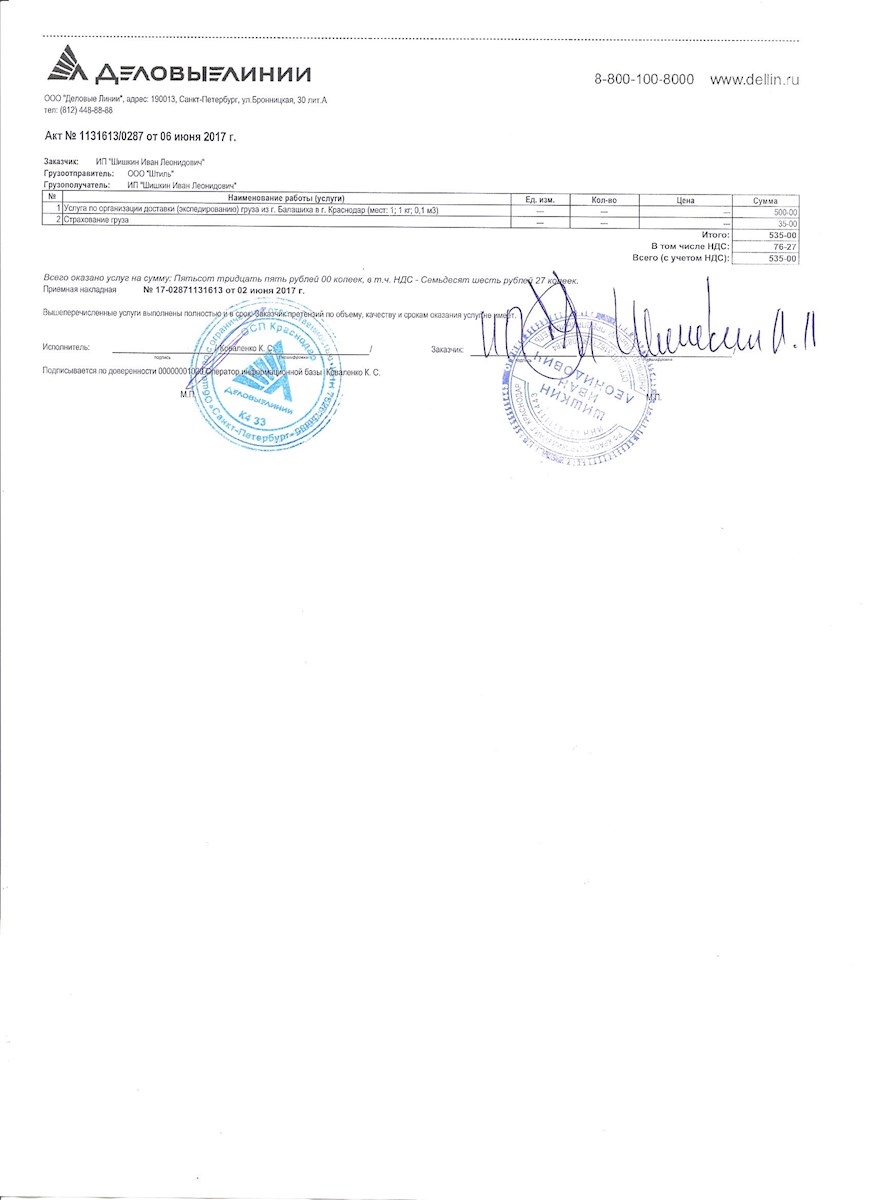 ДЕЛОВЫЕЛИНИИ
8-800-100-8000 www.dellin.ru
ООО "Деловые Линии", адрес: 190013, Санкт-Петербург, ул.Бронницкая, 30 лит.А
тел: (812) 448-88-88
Акт № 1131613/0287 от 06 июня 2017 г.
Заказчик: ИП "Шишкин Иван Леонидович"
Грузоотправитель: ООО "Штиль"
Грузополучатель: ИП "Шишкин Иван Леонидович"
№ Наименование работы (услуги) Ед. изм. Кол-во Цена Сумма
1 Услуга по организации доставки (экспедированию) груза из г. Балашиха в г. Краснодар (мест: 1; 1 кг; 0,1 м3) — — — 500-00
2 Страхование груза — — — 35-00
Итого: 535-00
В том числе НДС: 76-27
Всего (с учетом НДС): 535-00
Всего оказано услуг на сумму: Пятьсот тридцать пять рублей 00 копеек, в т.ч. НДС - Семьдесят шесть рублей 27 копеек.
Приемная накладная № 17-02871131613 от 02 июня 2017 г.
Вышеперечисленные услуги выполнены полностью и в срок. Заказчик претензий по объему, качеству и срокам оказания услуг не имеет.
Исполнитель: / Коваленко К. С. /
подпись расшифровка
Заказчик: ИП Шишкин И.Л
Подписывается по доверенности 00000001000 Оператор информационной базы Коваленко К. С.
М.П.
М.П.
ОСП Краснодар
ДЕЛОВЫЕЛИНИИ
К4 33
Санкт-Петербург
ШИШКИН
ИВАН
ЛЕОНИДОВИЧ